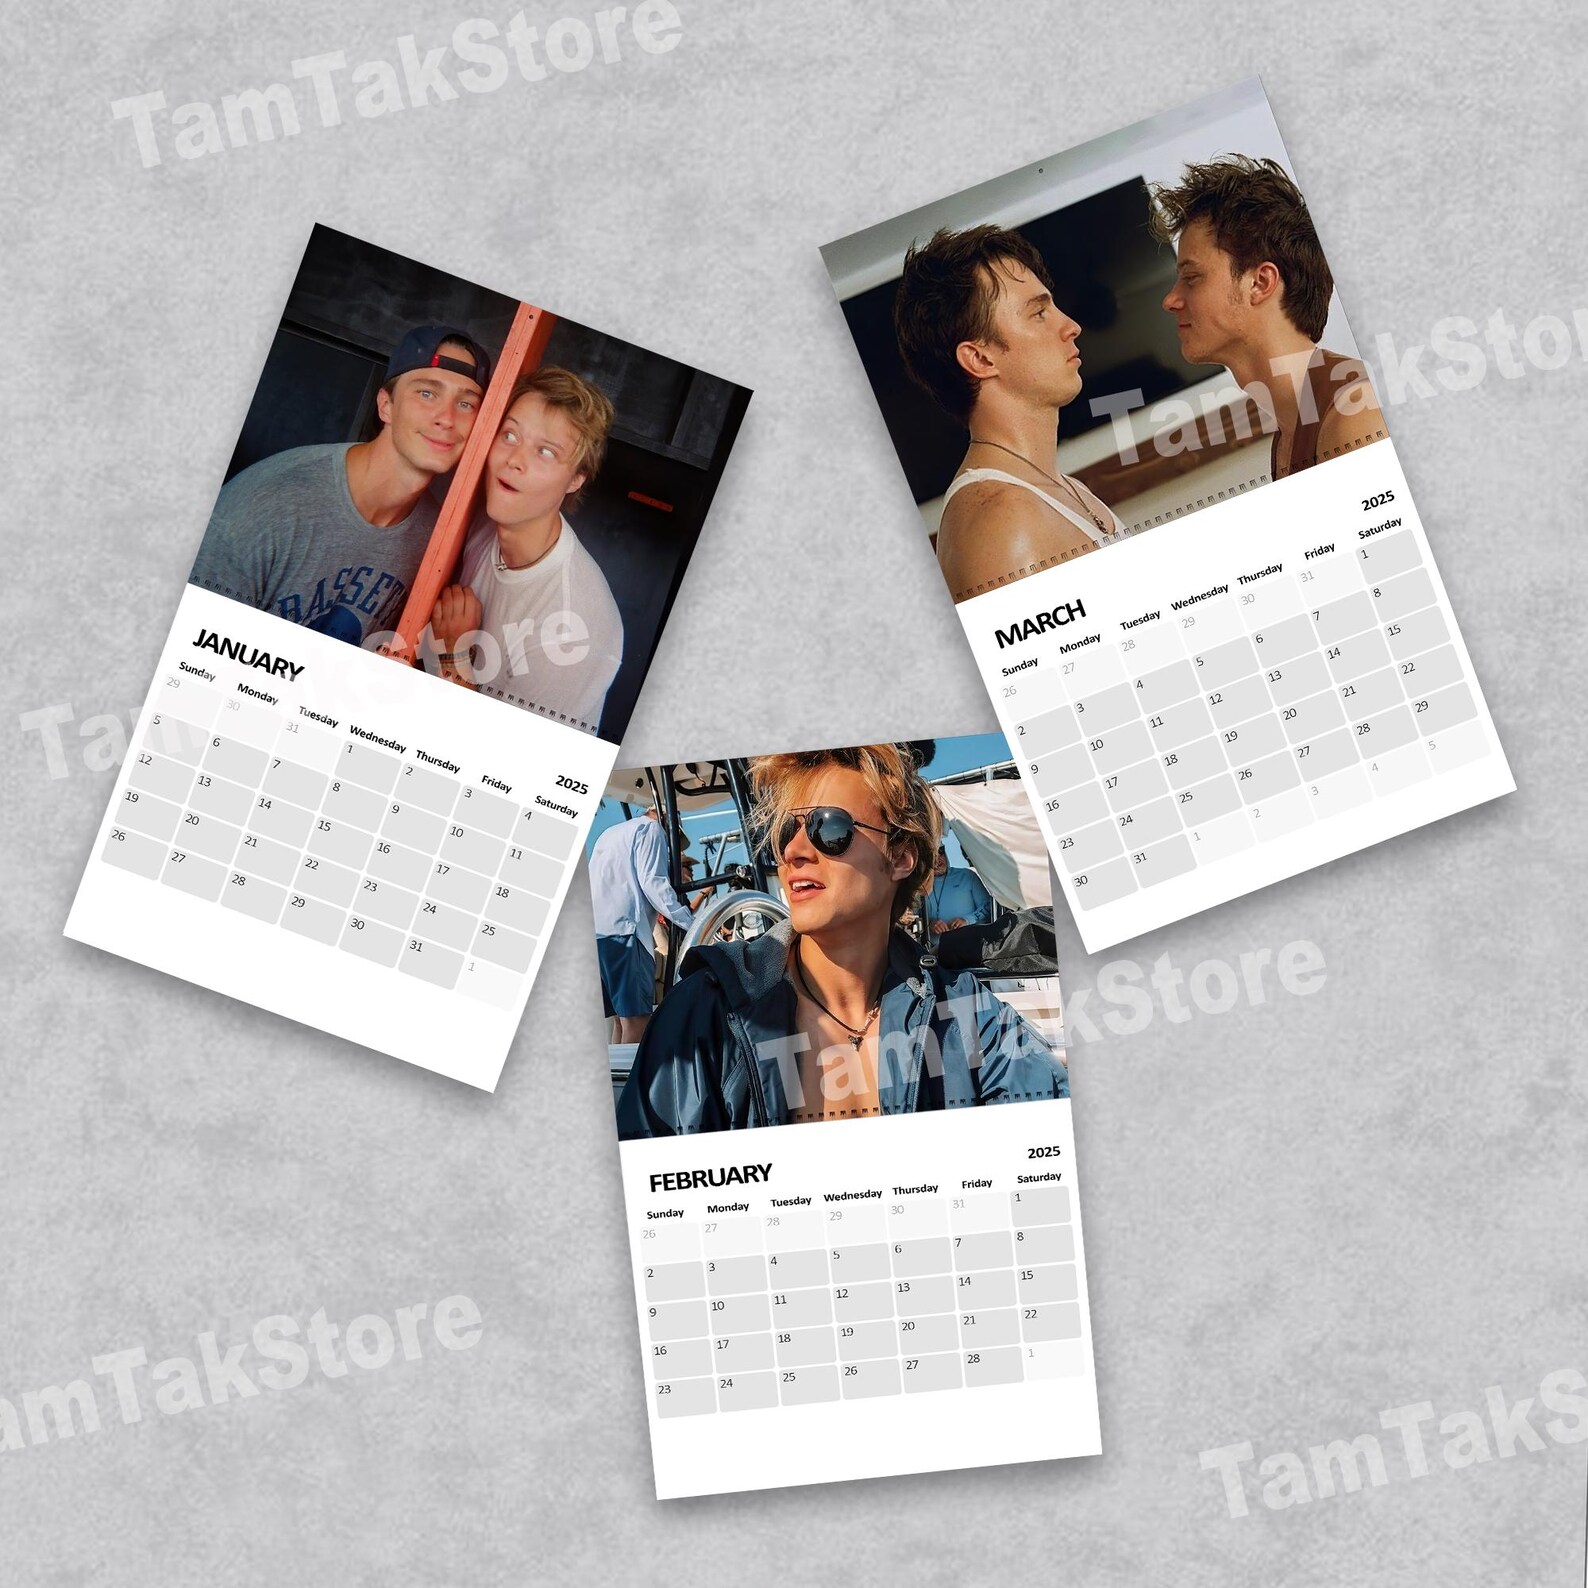 TamTakStore
TamTakStore
BASSET
TamTakStore
JANUARY
2025
Sunday Monday Tuesday Wednesday Thursday Friday Saturday
29 30 31 1 2 3 4
5 6 7 8 9 10 11
12 13 14 15 16 17 18
19 20 21 22 23 24 25
26 27 28 29 30 31 1
MARCH
2025
Sunday Monday Tuesday Wednesday Thursday Friday Saturday
26 27 28 29 30 31 1
2 3 4 5 6 7 8
9 10 11 12 13 14 15
16 17 18 19 20 21 22
23 24 25 26 27 28 29
30 31 1 2 3 4 5
TamTakStore
FEBRUARY
2025
Sunday Monday Tuesday Wednesday Thursday Friday Saturday
26 27 28 29 30 31 1
2 3 4 5 6 7 8
9 10 11 12 13 14 15
16 17 18 19 20 21 22
23 24 25 26 27 28 1
amTakStore
TamTakS